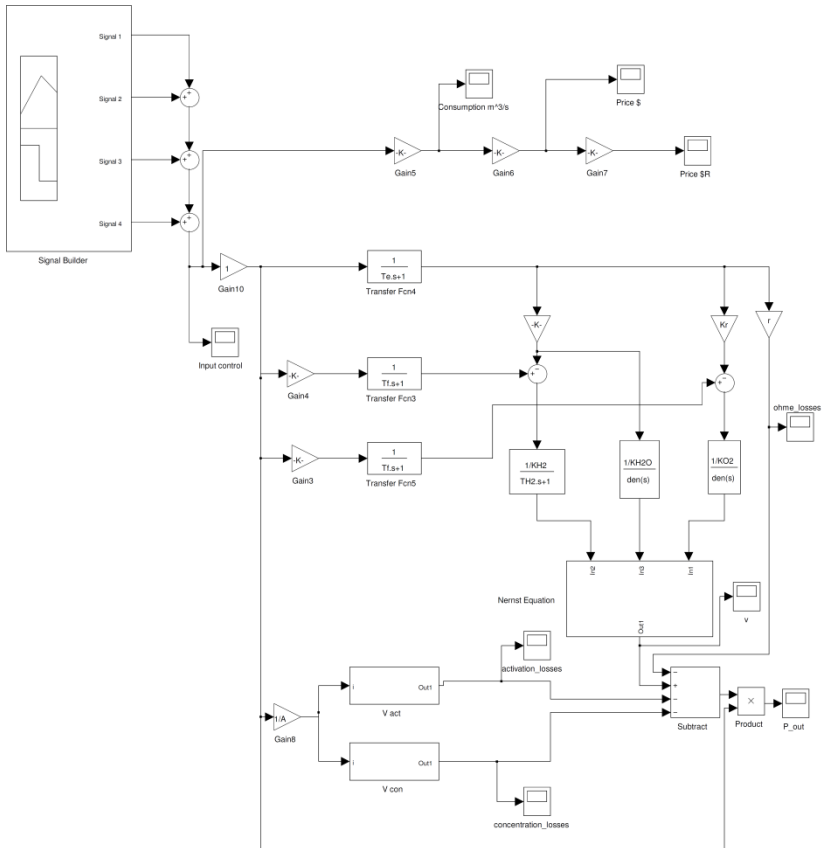 Signal 1
Signal 2
Signal 3
Signal 4
Signal Builder
+
+
+
+
+
+
Consumption m^3/s
Price $
-K-
Gain5
-K-
Gain6
-K-
Gain7
Price $R
1
Gain10
1
Te.s+1
Transfer Fcn4
Input control
-K-
Kr
r
-K-
Gain4
1
Tf.s+1
Transfer Fcn3
+
−
+
−
ohme_losses
-K-
Gain3
1
Tf.s+1
Transfer Fcn5
1/KH2
TH2.s+1
1/KH2O
den(s)
1/KO2
den(s)
In2
In3
In1
Nernst Equation
Out1
v
activation_losses
i
Out1
V act
1/A
Gain8
−
+
−
−
Subtract
×
Product
P_out
i
Out1
V con
concentration_losses